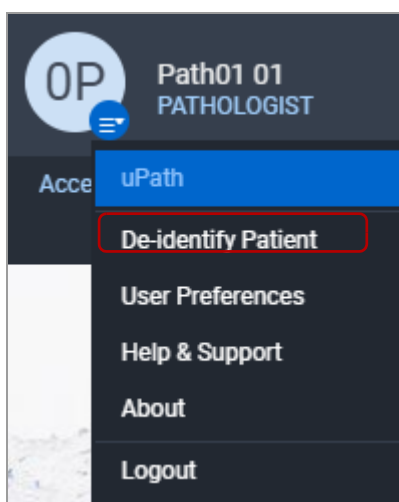 0P
Path01 01
PATHOLOGIST
Acce
uPath
De-identify Patient
User Preferences
Help & Support
About
Logout